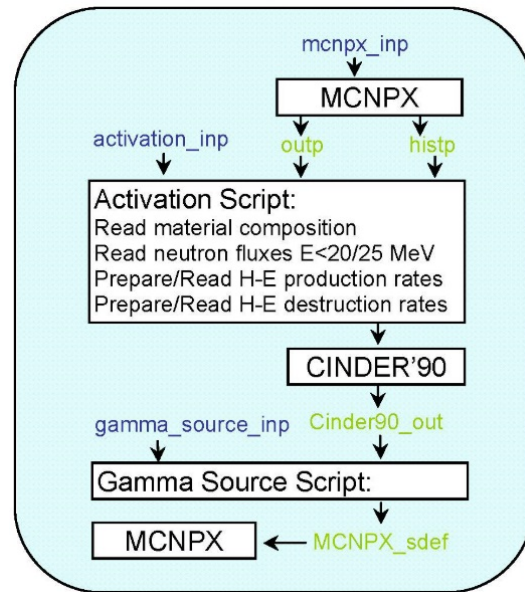 mcnpx_inp
MCNPX
activation_inp
outp
histp
Activation Script:
Read material composition
Read neutron fluxes E<20/25 MeV
Prepare/Read H-E production rates
Prepare/Read H-E destruction rates
CINDER'90
gamma_source_inp
Cinder90_out
Gamma Source Script:
MCNPX
MCNPX_sdef